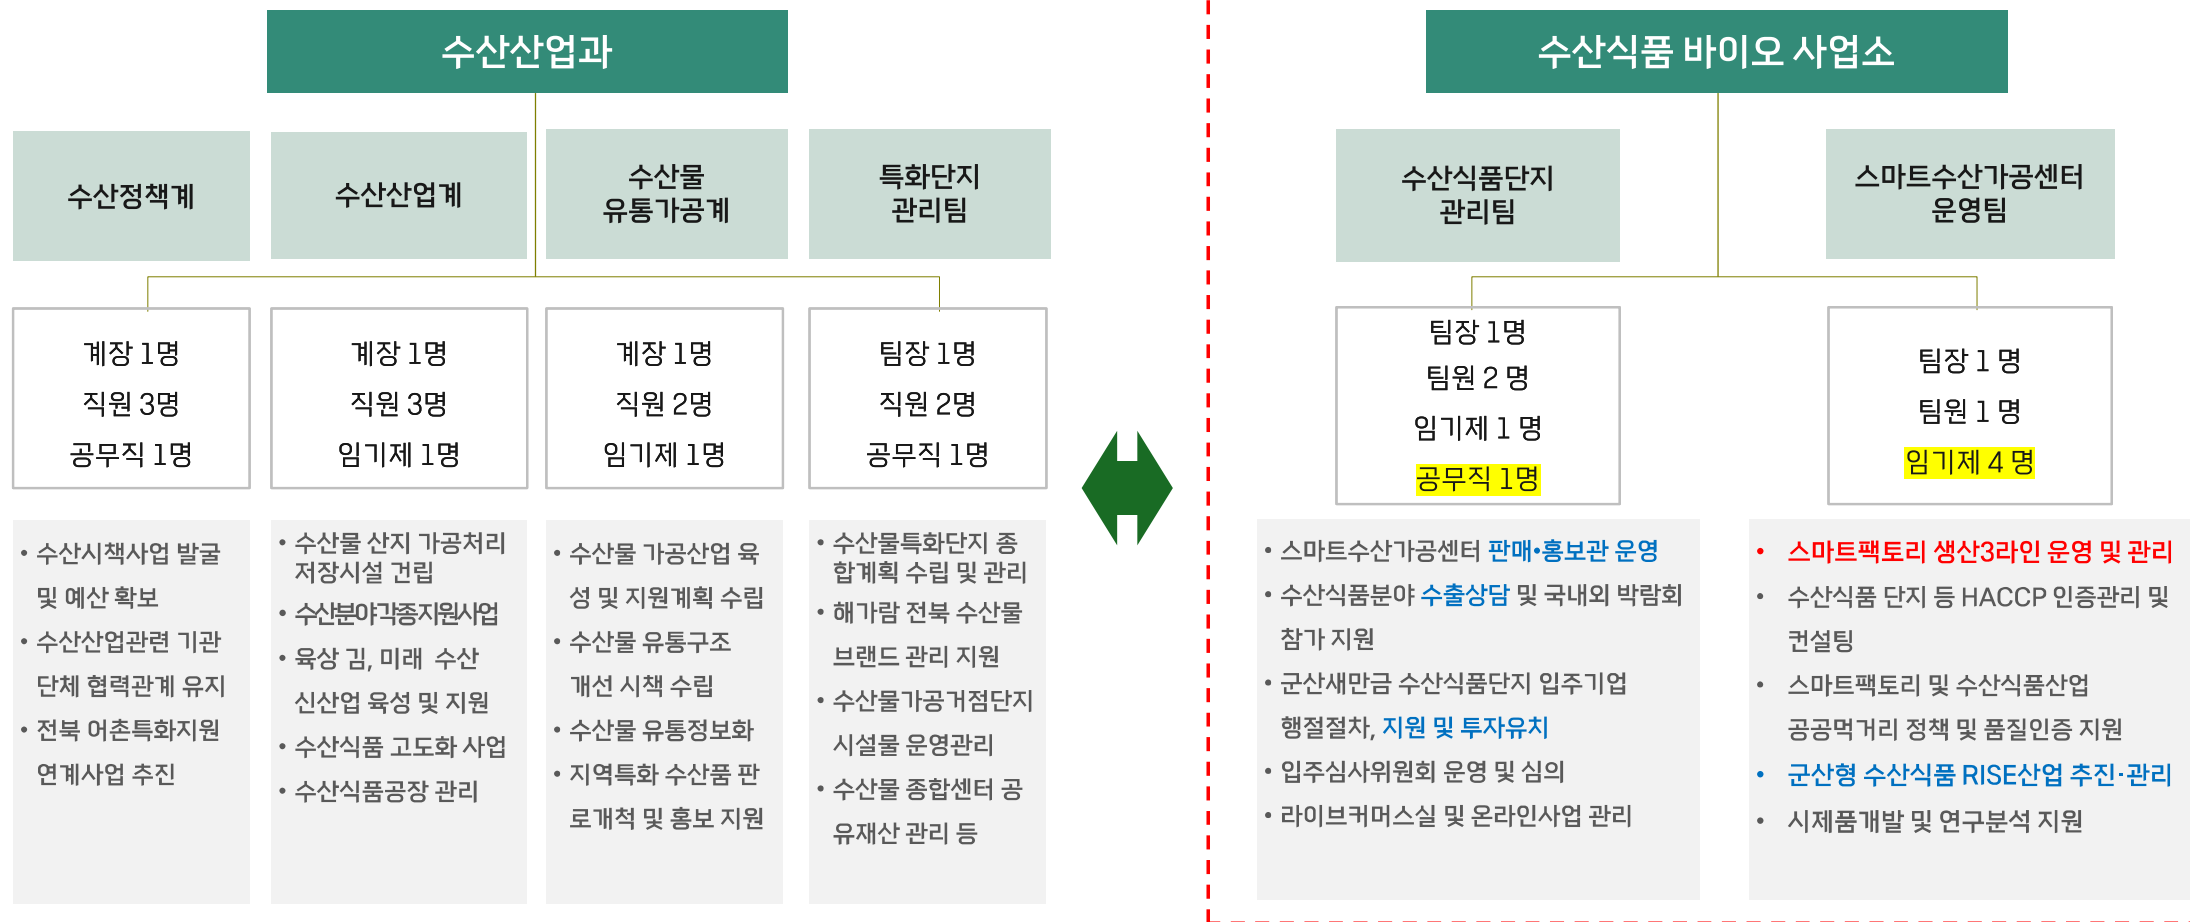 수산산업과
수산정책계
수산산업계
수산물
유통가공계
특화단지
관리팀
계장 1명
직원 3명
공무직 1명
계장 1명
직원 3명
임기제 1명
계장 1명
직원 2명
임기제 1명
팀장 1명
직원 2명
공무직 1명
• 수산시책사업 발굴
및 예산 확보
• 수산산업관련 기관
단체 협력관계 유지
• 전북 어촌특화지원
연계사업 추진
• 수산물 산지 가공처리
저장시설 건립
• 수산분야각종지원사업
• 육상 김, 미래 수산
신산업 육성 및 지원
• 수산식품 고도화 사업
• 수산식품공장 관리
• 수산물 가공산업 육
성 및 지원계획 수립
• 수산물 유통구조
개선 시책 수립
• 수산물 유통정보화
• 지역특화 수산품 판
로개척 및 홍보 지원
• 수산물특화단지 종
합계획 수립 및 관리
• 해가람 전북 수산물
브랜드 관리 지원
• 수산물가공거점단지
시설물 운영관리
• 수산물 종합센터 공
유재산 관리 등
수산식품 바이오 사업소
수산식품단지
관리팀
스마트수산가공센터
운영팀
팀장 1명
팀원 2 명
임기제 1 명
공무직 1명
팀장 1 명
팀원 1 명
임기제 4 명
• 스마트수산가공센터 판매•홍보관 운영
• 수산식품분야 수출상담 및 국내외 박람회
참가 지원
• 군산새만금 수산식품단지 입주기업
행절절차, 지원 및 투자유치
• 입주심사위원회 운영 및 심의
• 라이브커머스실 및 온라인사업 관리
• 스마트팩토리 생산3라인 운영 및 관리
• 수산식품 단지 등 HACCP 인증관리 및
컨설팅
• 스마트팩토리 및 수산식품산업
공공먹거리 정책 및 품질인증 지원
• 군산형 수산식품 RISE산업 추진·관리
• 시제품개발 및 연구분석 지원